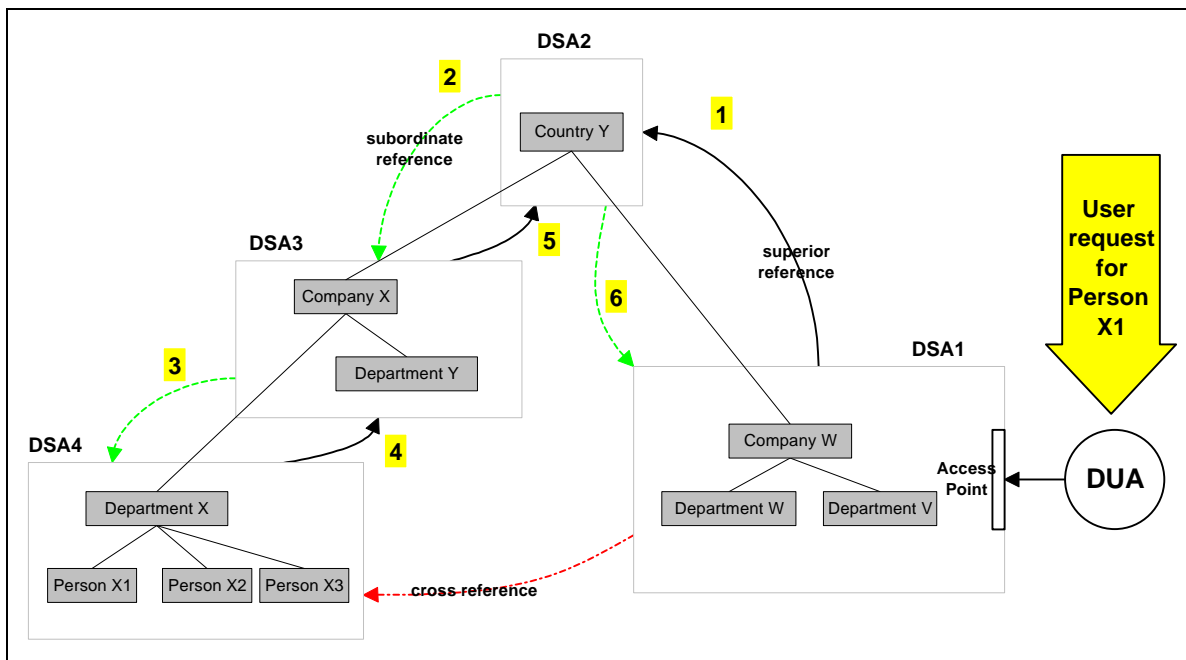 DSA2
2
1
Country Y
subordinate
reference
User
request
for
Person
X1
DSA3
5
superior
reference
Company X
6
DSA1
3
Department Y
DSA4
4
Company W
Access
Point
DUA
Department X
Department W
Department V
Person X1
Person X2
Person X3
cross reference